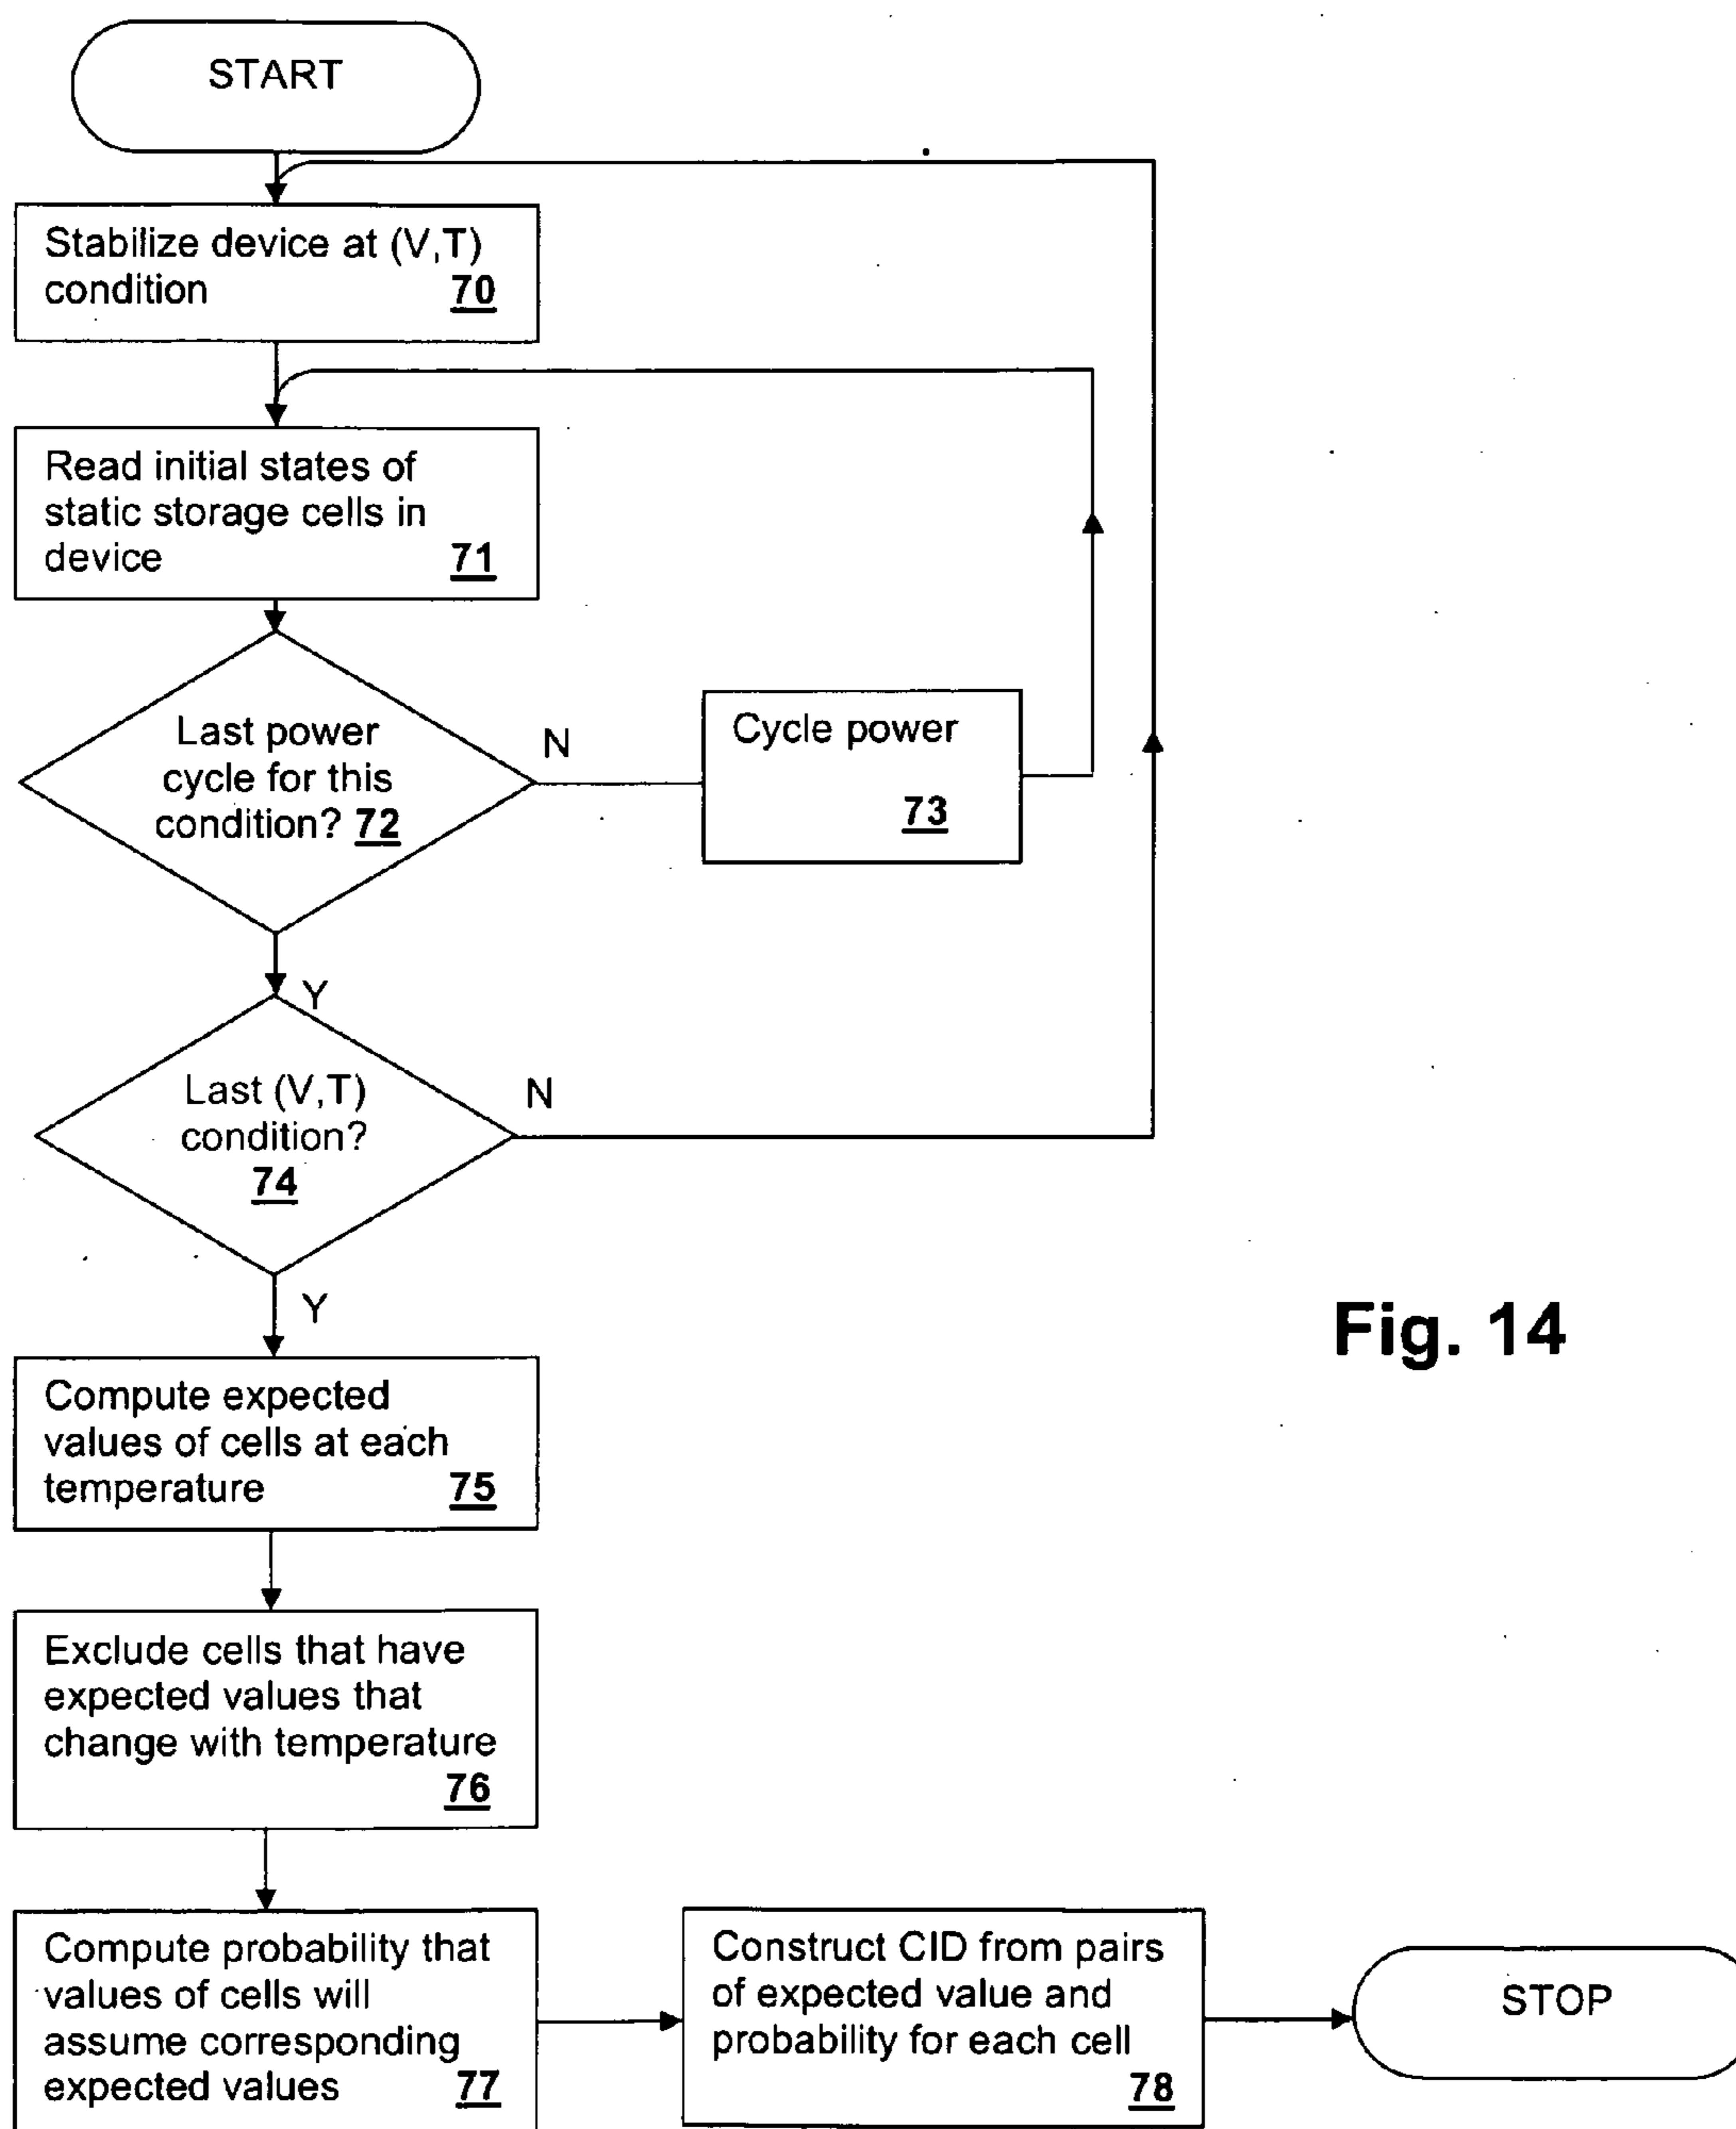 START
Stabilize device at (V,T)
condition 70
Read initial states of
static storage cells in
device 71
Last power
cycle for this
condition? 72
N
Cycle power
73
Y
Last (V,T)
condition?
74
N
Y
Compute expected
values of cells at each
temperature 75
Exclude cells that have
expected values that
change with temperature
76
Compute probability that
values of cells will
assume corresponding
expected values 77
Construct CID from pairs
of expected value and
probability for each cell
78
STOP
Fig. 14